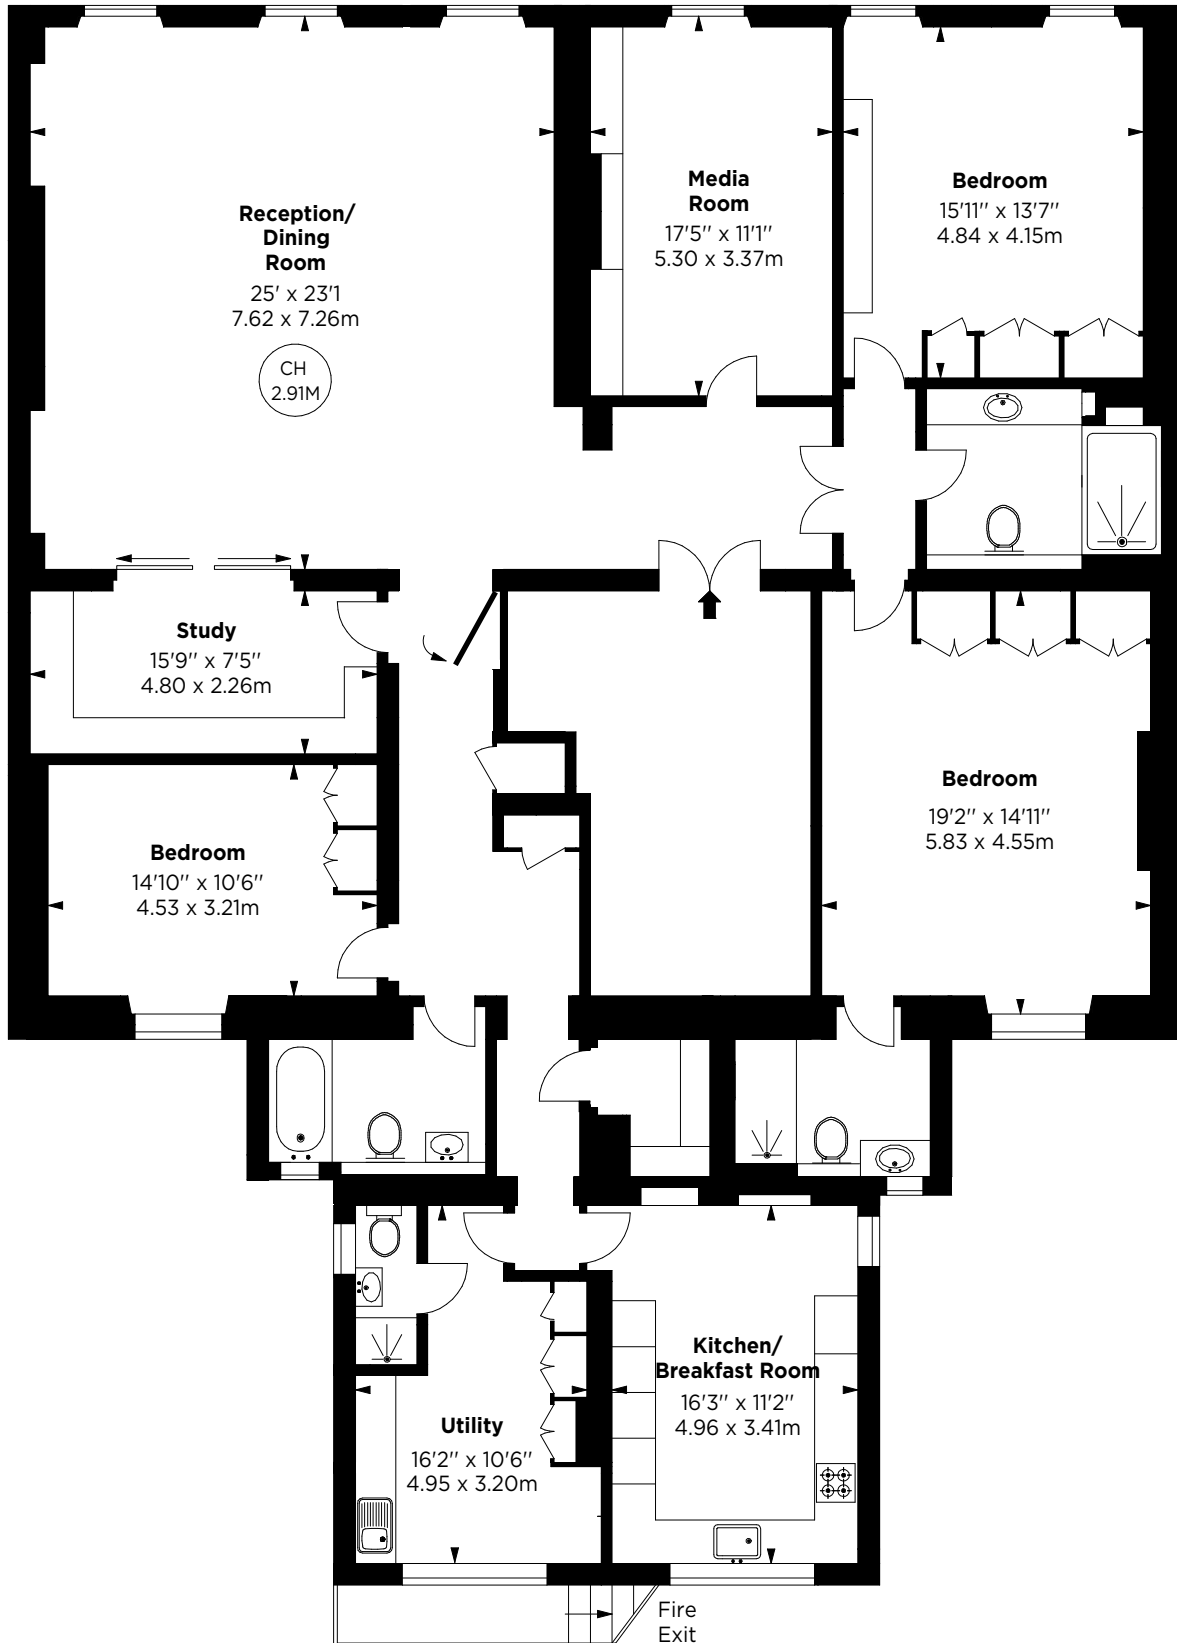 Reception/
Dining
Room
25' x 23'1
7.62 x 7.26m
CH
2.91M
Media
Room
17'5'' x 11'1''
5.30 x 3.37m
Bedroom
15'11'' x 13'7''
4.84 x 4.15m
Study
15'9'' x 7'5''
4.80 x 2.26m
Bedroom
14'10'' x 10'6''
4.53 x 3.21m
Bedroom
19'2'' x 14'11''
5.83 x 4.55m
Utility
16'2'' x 10'6''
4.95 x 3.20m
Kitchen/
Breakfast Room
16'3'' x 11'2''
4.96 x 3.41m
Fire
Exit